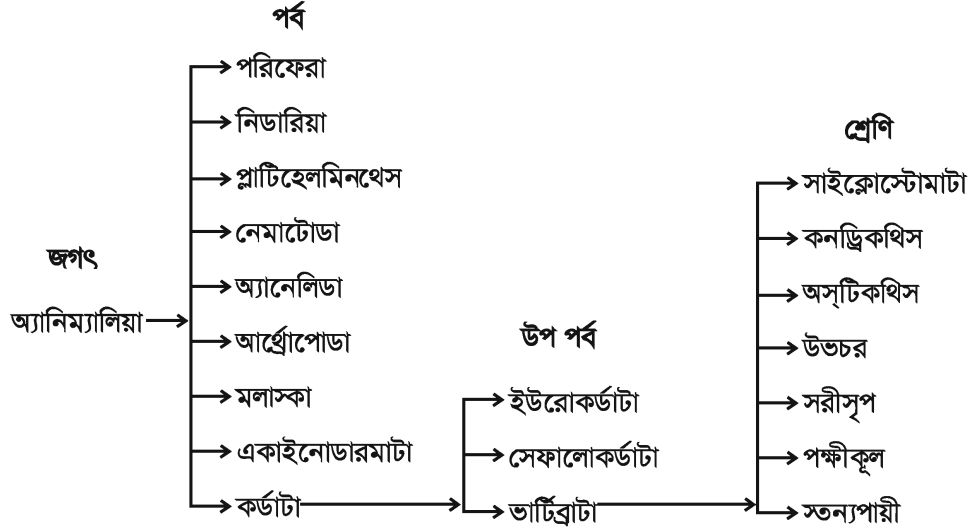 পর্ব
পরিফেরা
নিডারিয়া
প্লাটিহেলমিনথেস
নেমাটোডা
অ্যানেলিডা
আর্থ্রোপোডা
মলাস্কা
একাইনোডারমাটা
কর্ডাটা
জগৎ
অ্যানিম্যালিয়া
উপ পর্ব
ইউরোকর্ডাটা
সেফালোকর্ডাটা
ভার্টিব্রাটা
শ্রেণি
সাইক্লোস্টোমাটা
কনড্রিকথিস
অস্‌টিকথিস
উভচর
সরীসৃপ
পক্ষীকূল
স্তন্যপায়ী